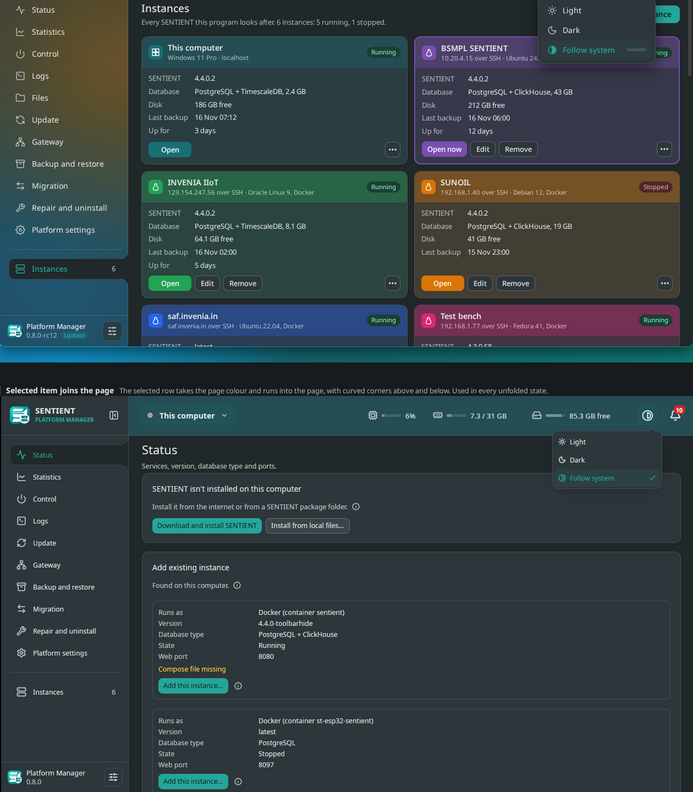 Status
Statistics
Control
Logs
Files
Update
Gateway
Backup and restore
Migration
Repair and uninstall
Platform settings
Instances 6
Platform Manager
0.8.0-rc12 Update
Instances
Every SENTIENT this program looks after 6 instances: 5 running, 1 stopped.
Light
Dark
Follow system
This computer
Windows 11 Pro · localhost
Running
SENTIENT 4.4.0.2
Database PostgreSQL + TimescaleDB, 2.4 GB
Disk 186 GB free
Last backup 16 Nov 07:12
Up for 3 days
Open
BSMPL SENTIENT
10.20.4.15 over SSH · Ubuntu 24.
SENTIENT 4.4.0.2
Database PostgreSQL + ClickHouse, 43 GB
Disk 212 GB free
Last backup 16 Nov 06:00
Up for 12 days
Open now Edit Remove
INVENIA IIoT
129.154.247.56 over SSH · Oracle Linux 9, Docker
Running
SENTIENT 4.4.0.2
Database PostgreSQL + TimescaleDB, 8.1 GB
Disk 64.1 GB free
Last backup 16 Nov 02:00
Up for 5 days
Open Edit Remove
SUNOIL
192.168.1.40 over SSH · Debian 12, Docker
Stopped
SENTIENT 4.4.0.2
Database PostgreSQL + ClickHouse, 19 GB
Disk 41 GB free
Last backup 15 Nov 23:00
Open Edit Remove
saf.invenia.in
saf.invenia.in over SSH · Ubuntu 22.04, Docker
Running
Test bench
192.168.1.77 over SSH · Fedora 41, Docker
Running
Selected item joins the page The selected row takes the page colour and runs into the page, with curved corners above and below. Used in every unfolded state.
SENTIENT
PLATFORM MANAGER
This computer
6%
7.3 / 31 GB
85.3 GB free
10
Light
Dark
Follow system
Status
Statistics
Control
Logs
Update
Gateway
Backup and restore
Migration
Repair and uninstall
Platform settings
Instances 6
Platform Manager
0.8.0
Status
Services, version, database type and ports.
SENTIENT isn't installed on this computer
Install it from the internet or from a SENTIENT package folder.
Download and install SENTIENT Install from local files...
Add existing instance
Found on this computer.
Runs as Docker (container sentient)
Version 4.4.0-toolbarhide
Database type PostgreSQL + ClickHouse
State Running
Web port 8080
Compose file missing
Add this instance...
Runs as Docker (container st-esp32-sentient)
Version latest
Database type PostgreSQL
State Stopped
Web port 8097
Add this instance...